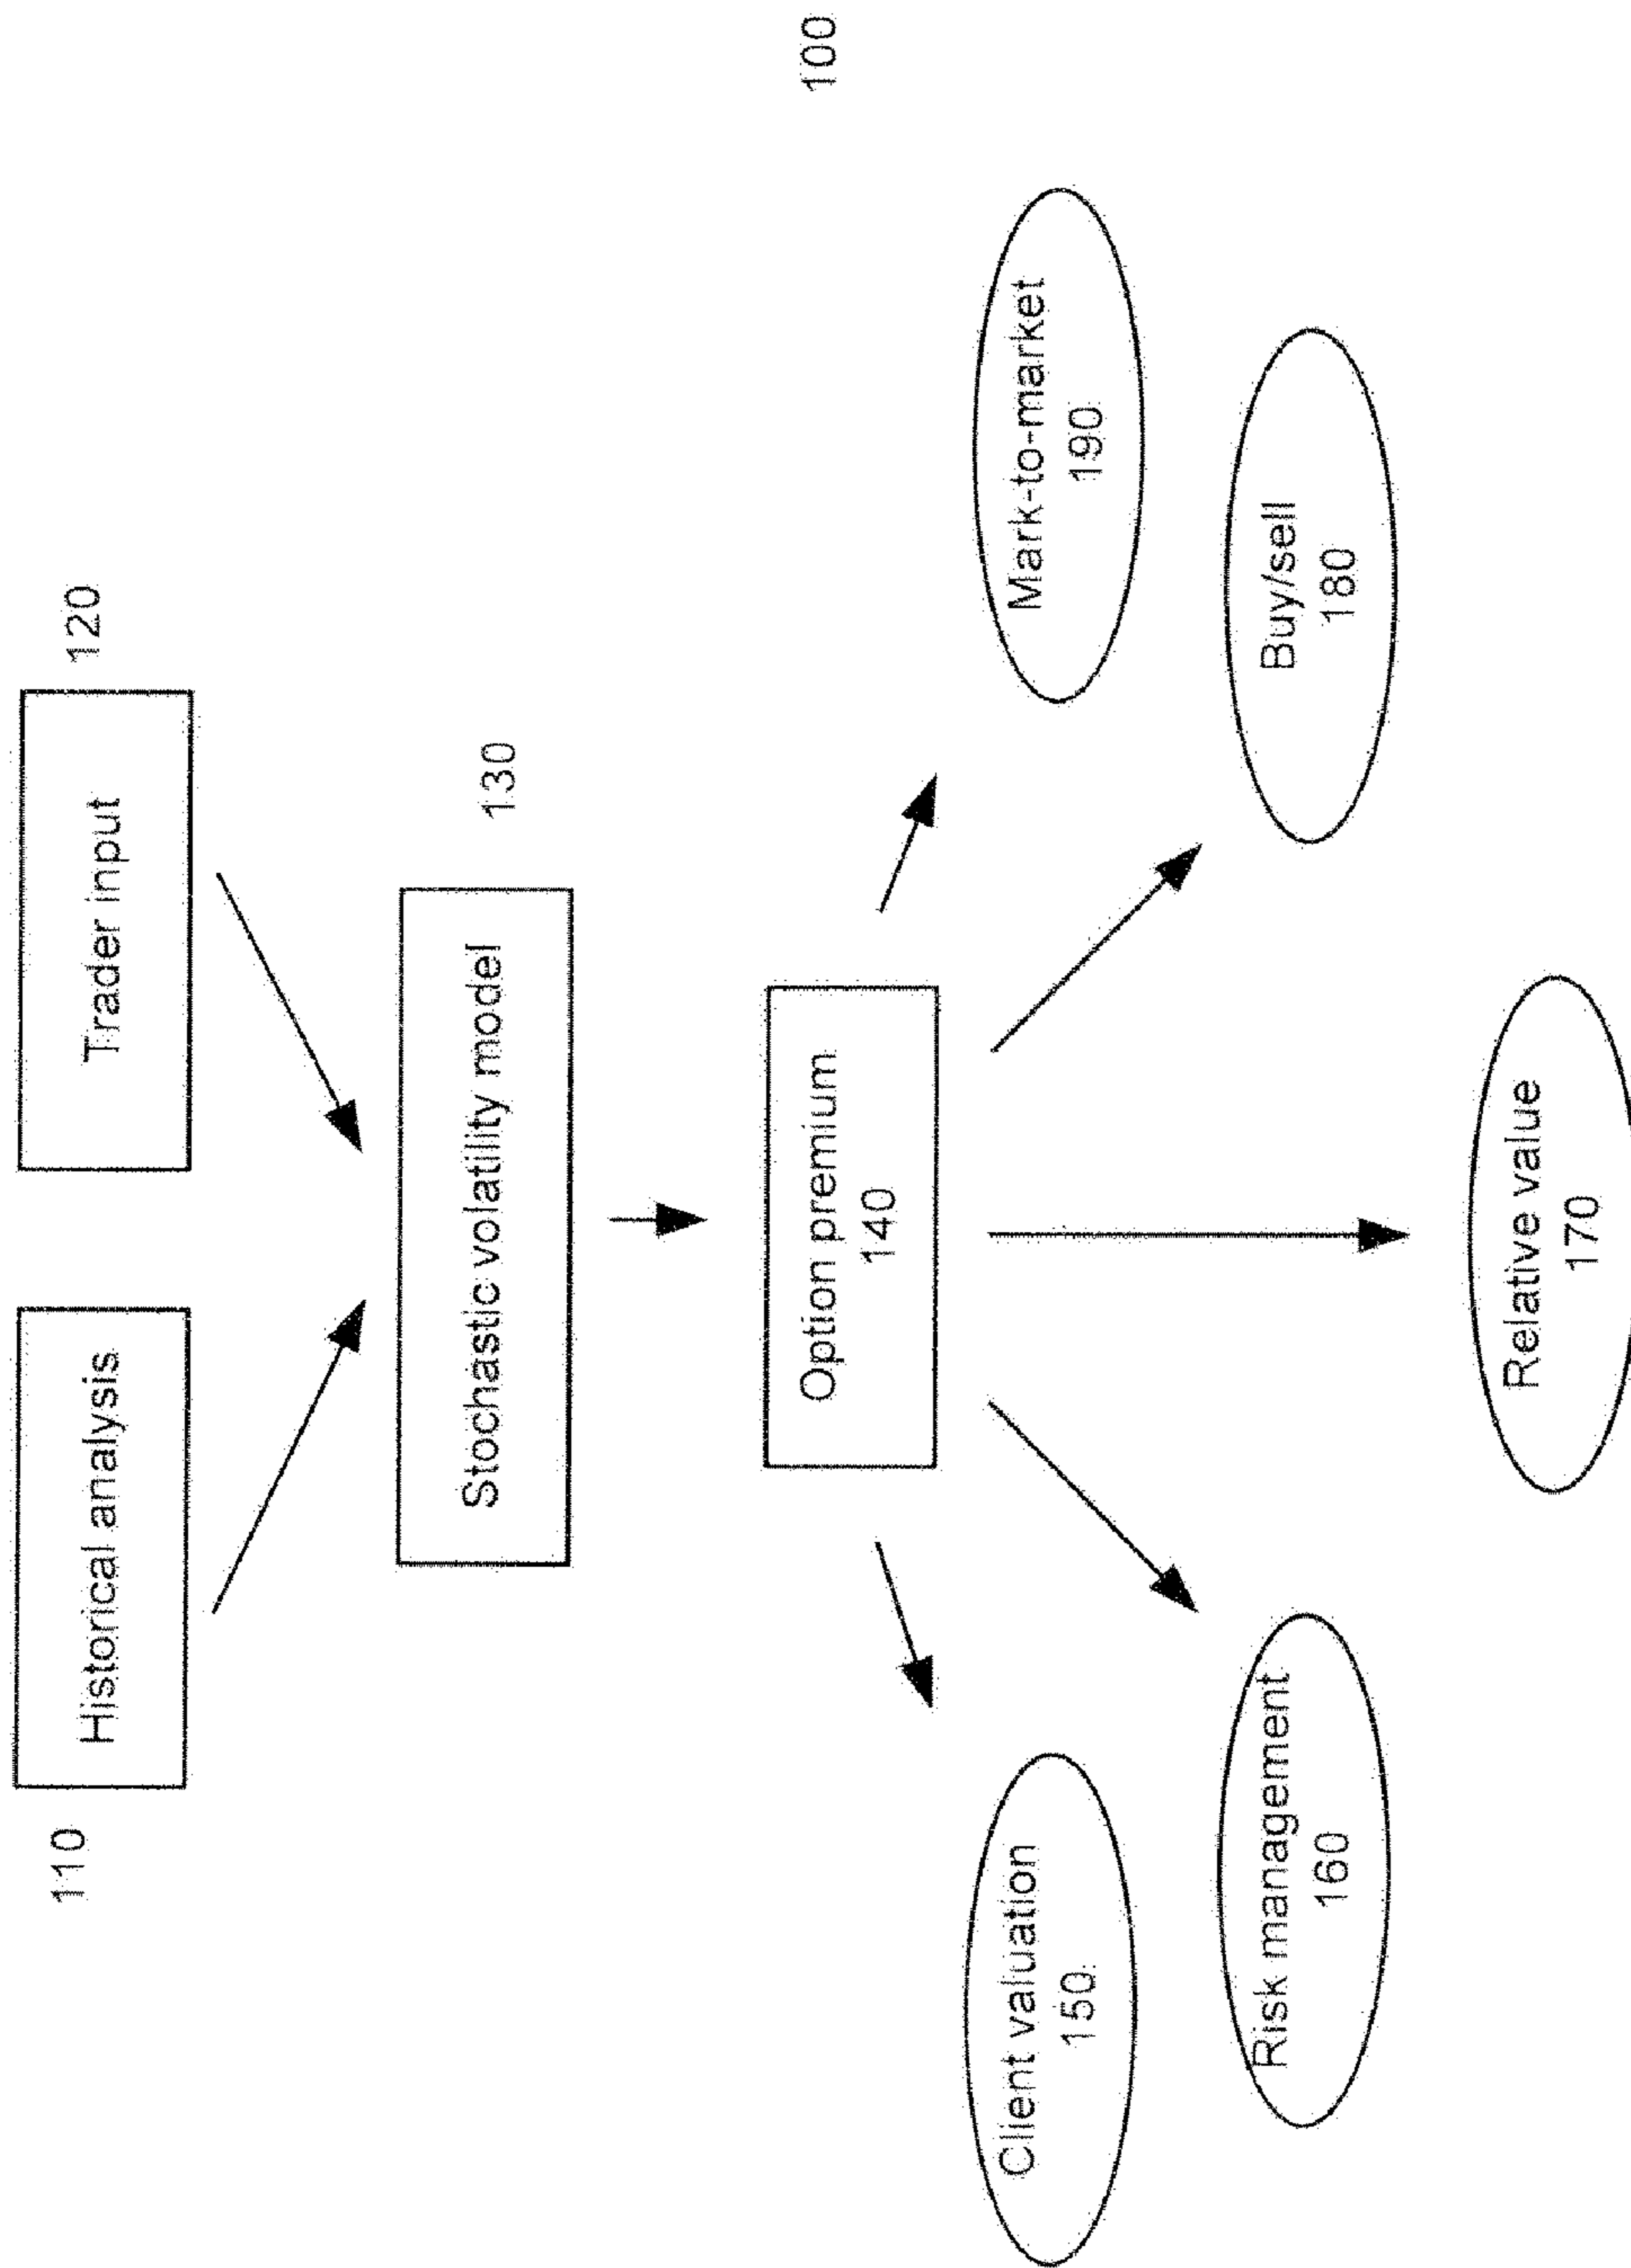 110
Historical analysis
Trader input
120
Stochastic volatility model
130
Option premium
140
100
Client valuation
150
Mark-to-market
190
Risk management
160
Buy/sell
180
Relative value
170